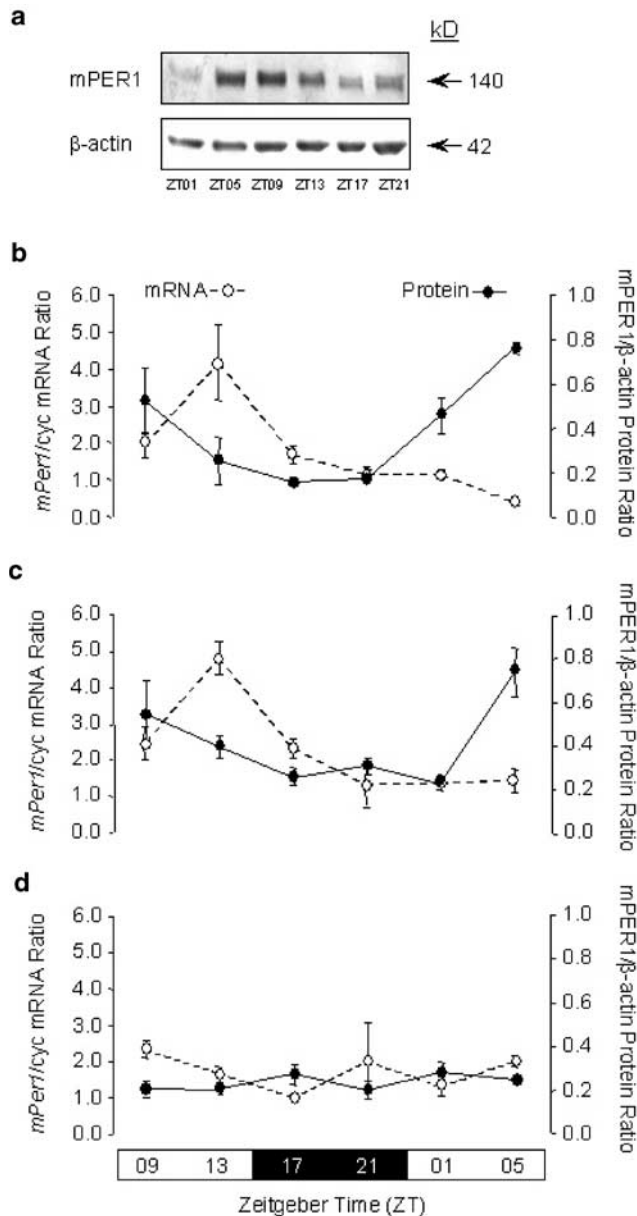 a
kD
mPER1
140
β-actin
42
ZT01 ZT05 ZT09 ZT13 ZT17 ZT21
b
mRNA
Protein
mPer1/cyc mRNA Ratio
6.0
5.0
4.0
3.0
2.0
1.0
0.0
1.0
0.8
0.6
0.4
0.2
0.0
mPER1/β-actin Protein Ratio
c
mPer1/cyc mRNA Ratio
6.0
5.0
4.0
3.0
2.0
1.0
0.0
1.0
0.8
0.6
0.4
0.2
0.0
mPER1/β-actin Protein Ratio
d
mPer1/cyc mRNA Ratio
6.0
5.0
4.0
3.0
2.0
1.0
0.0
1.0
0.8
0.6
0.4
0.2
0.0
mPER1/β-actin Protein Ratio
09 13 17 21 01 05
Zeitgeber Time (ZT)